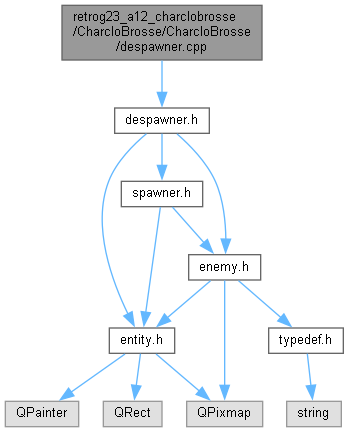 retrog23_a12_charclobrosse
/CharcloBrosse/CharcloBrosse
/despawner.cpp
despawner.h
spawner.h
enemy.h
entity.h
typedef.h
QPainter
QRect
QPixmap
string